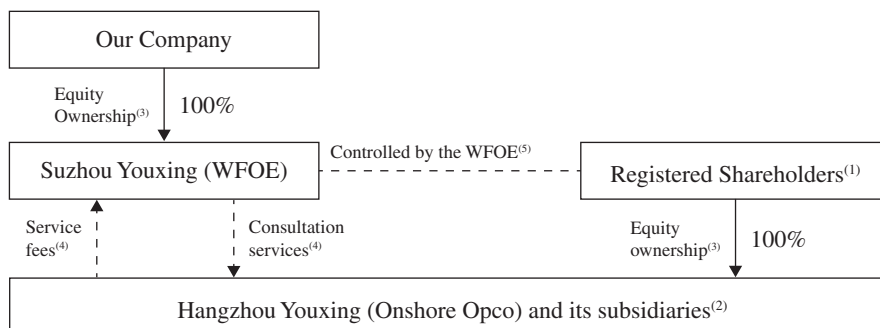 Our Company
Equity
Ownership(3)
100%
Suzhou Youxing (WFOE)
Controlled by the WFOE(5)
Registered Shareholders(1)
Service
fees(4)
Consultation
services(4)
Equity
ownership(3)
100%
Hangzhou Youxing (Onshore Opco) and its subsidiaries(2)